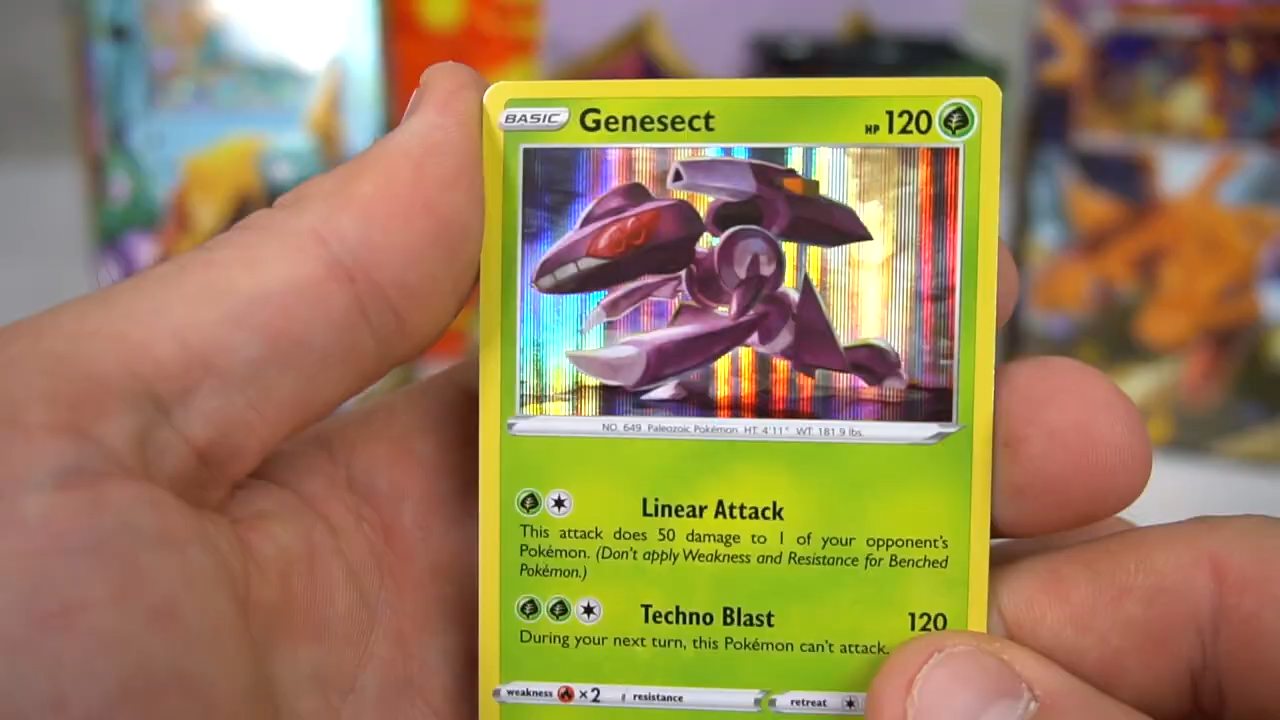 BASIC Genesect HP 120
NO. 649 Paleozoic Pokémon HT: 4'11" WT: 181.9 lbs.
Linear Attack
This attack does 50 damage to 1 of your opponent's
Pokémon. (Don't apply Weakness and Resistance for Benched
Pokémon.)
Techno Blast 120
During your next turn, this Pokémon can't attack.
weakness ×2 resistance retreat